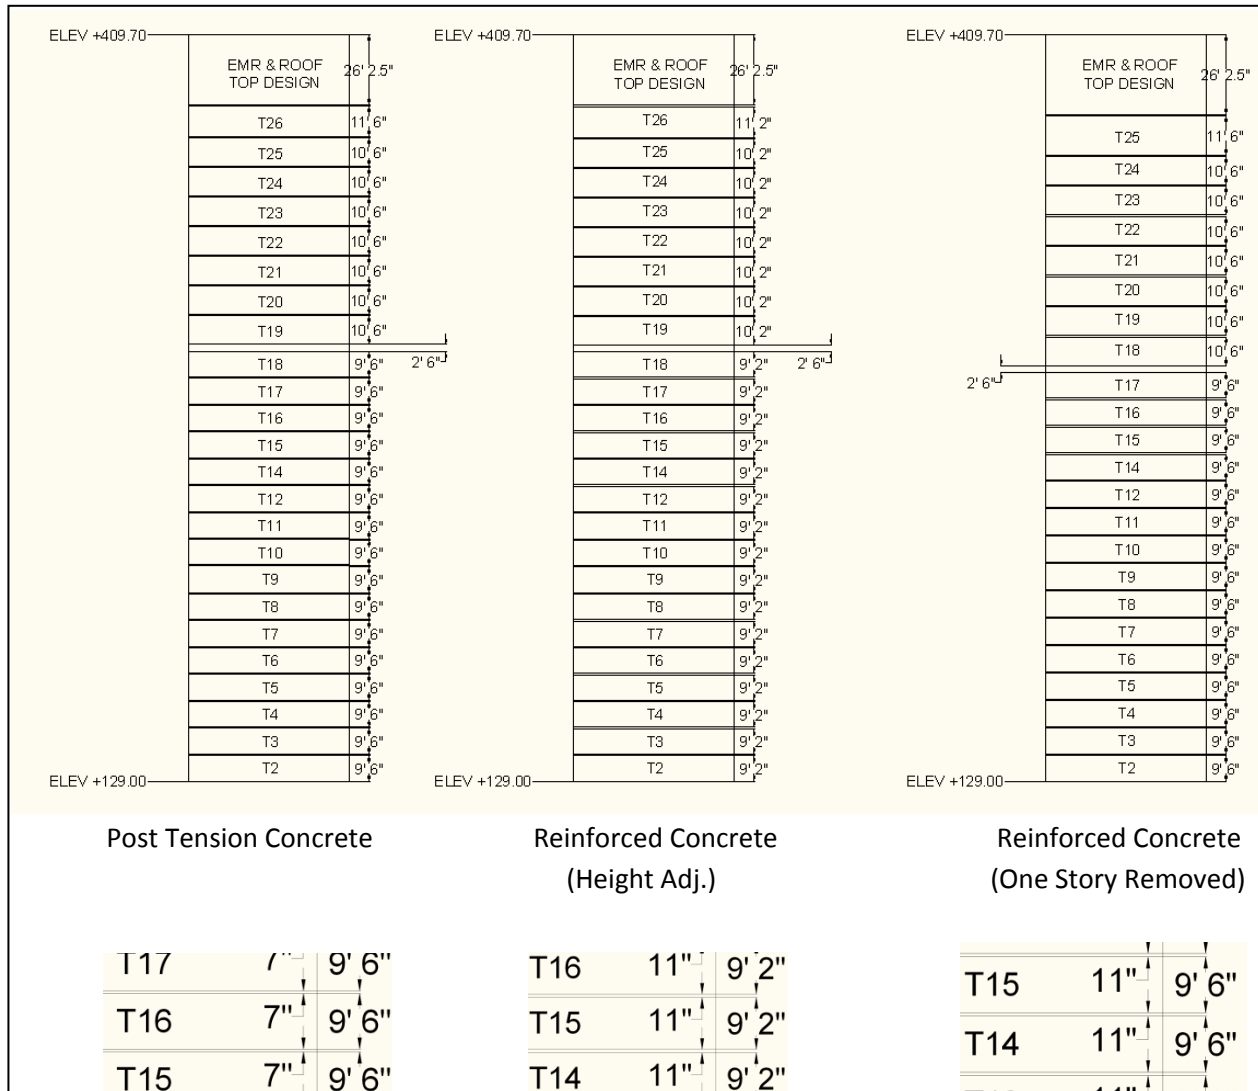 ELEV +409.70
EMR & ROOF
TOP DESIGN
26' 2.5"
T26 11' 6"
T25 10' 6"
T24 10' 6"
T23 10' 6"
T22 10' 6"
T21 10' 6"
T20 10' 6"
T19 10' 6"
2' 6"
T18 9' 6"
T17 9' 6"
T16 9' 6"
T15 9' 6"
T14 9' 6"
T12 9' 6"
T11 9' 6"
T10 9' 6"
T9 9' 6"
T8 9' 6"
T7 9' 6"
T6 9' 6"
T5 9' 6"
T4 9' 6"
T3 9' 6"
T2 9' 6"
ELEV +129.00
Post Tension Concrete
ELEV +409.70
EMR & ROOF
TOP DESIGN
26' 2.5"
T26 11' 2"
T25 10' 2"
T24 10' 2"
T23 10' 2"
T22 10' 2"
T21 10' 2"
T20 10' 2"
T19 10' 2"
2' 6"
T18 9' 2"
T17 9' 2"
T16 9' 2"
T15 9' 2"
T14 9' 2"
T12 9' 2"
T11 9' 2"
T10 9' 2"
T9 9' 2"
T8 9' 2"
T7 9' 2"
T6 9' 2"
T5 9' 2"
T4 9' 2"
T3 9' 2"
T2 9' 2"
ELEV +129.00
Reinforced Concrete
(Height Adj.)
ELEV +409.70
EMR & ROOF
TOP DESIGN
26' 2.5"
T25 11' 6"
T24 10' 6"
T23 10' 6"
T22 10' 6"
T21 10' 6"
T20 10' 6"
T19 10' 6"
T18 10' 6"
2' 6"
T17 9' 6"
T16 9' 6"
T15 9' 6"
T14 9' 6"
T12 9' 6"
T11 9' 6"
T10 9' 6"
T9 9' 6"
T8 9' 6"
T7 9' 6"
T6 9' 6"
T5 9' 6"
T4 9' 6"
T3 9' 6"
T2 9' 6"
ELEV +129.00
Reinforced Concrete
(One Story Removed)
T17 7" 9' 6"
T16 7" 9' 6"
T15 7" 9' 6"
T16 11" 9' 2"
T15 11" 9' 2"
T14 11" 9' 2"
T15 11" 9' 6"
T14 11" 9' 6"